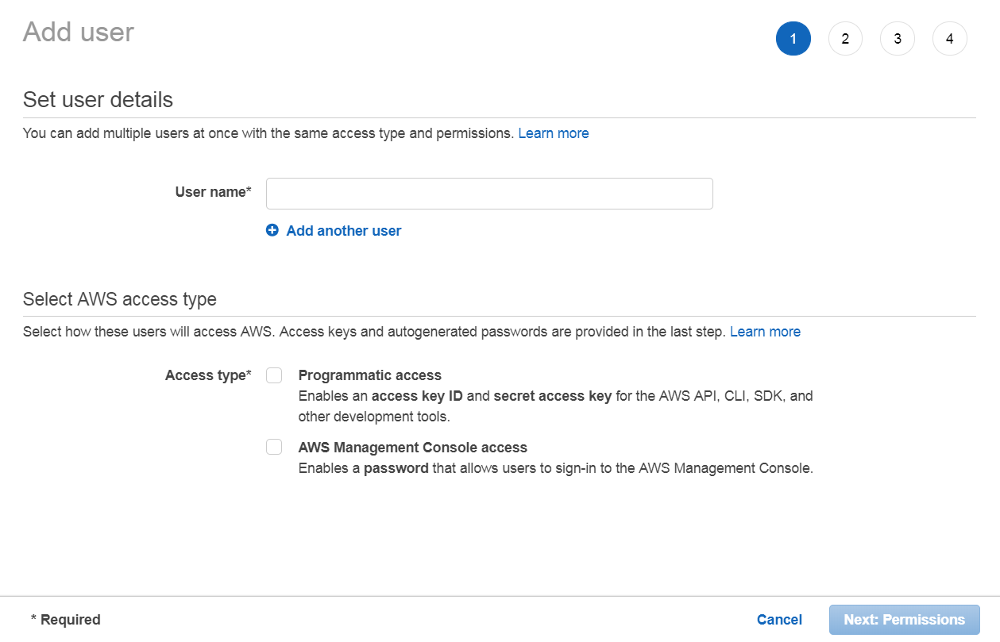 Add user
1 2 3 4
Set user details
You can add multiple users at once with the same access type and permissions. Learn more
User name*
Add another user
Select AWS access type
Select how these users will access AWS. Access keys and autogenerated passwords are provided in the last step. Learn more
Access type* Programmatic access
Enables an access key ID and secret access key for the AWS API, CLI, SDK, and
other development tools.
AWS Management Console access
Enables a password that allows users to sign-in to the AWS Management Console.
* Required Cancel Next: Permissions